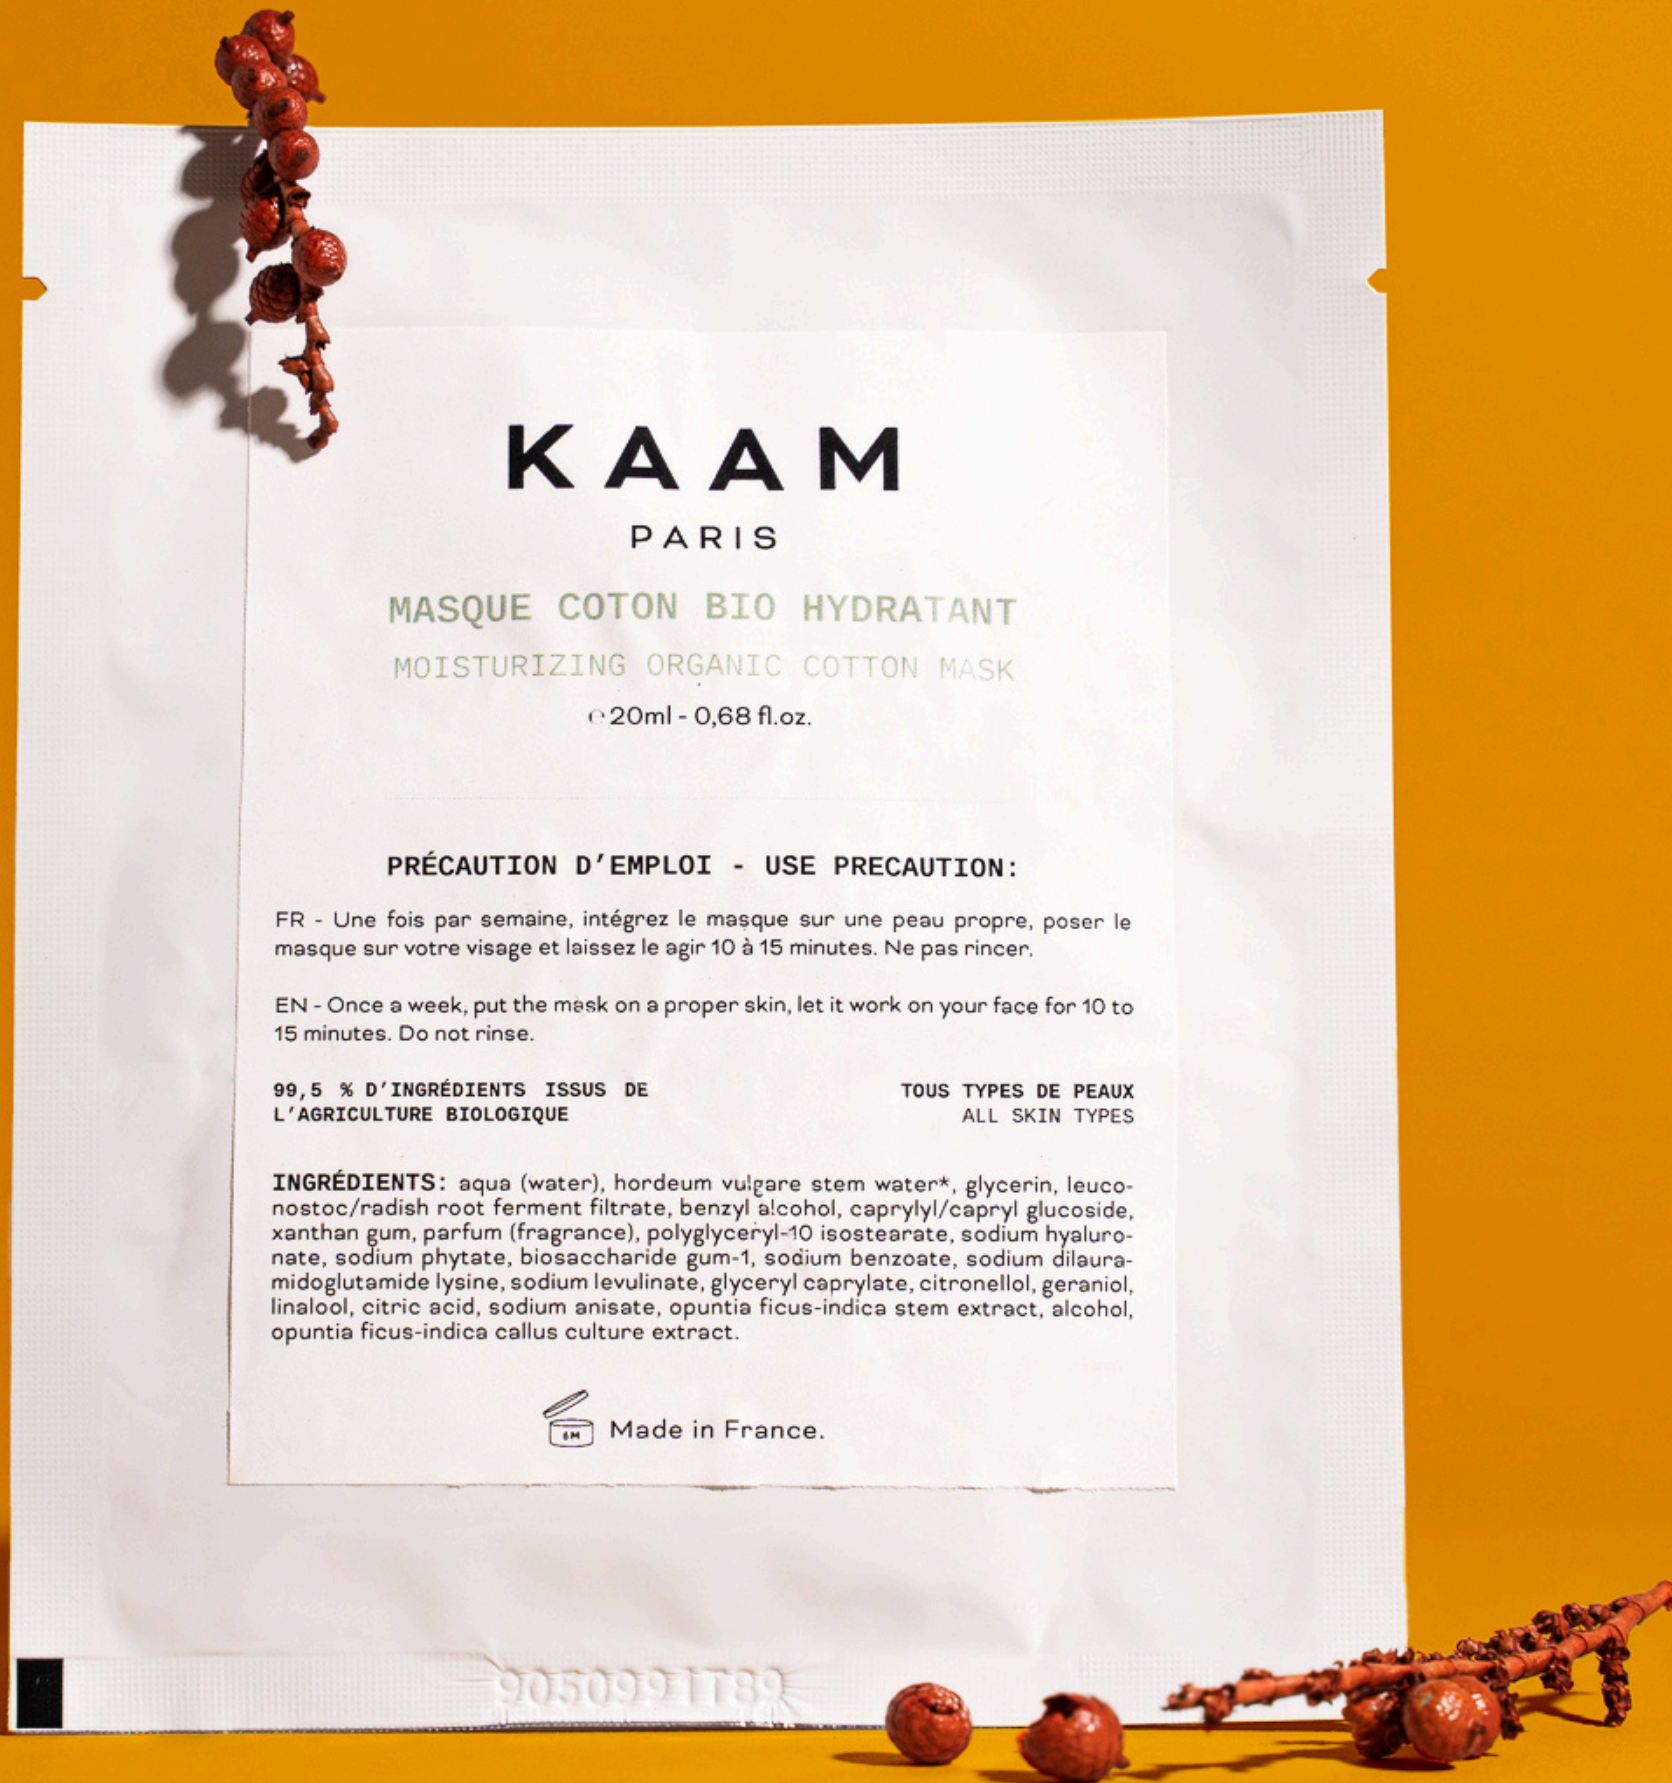 KAAM
PARIS
MASQUE COTON BIO HYDRATANT
MOISTURIZING ORGANIC COTTON MASK
℮ 20ml - 0,68 fl.oz.
PRÉCAUTION D'EMPLOI - USE PRECAUTION:
FR - Une fois par semaine, intégrez le masque sur une peau propre, poser le
masque sur votre visage et laissez le agir 10 à 15 minutes. Ne pas rincer.
EN - Once a week, put the mask on a proper skin, let it work on your face for 10 to
15 minutes. Do not rinse.
99,5 % D'INGRÉDIENTS ISSUS DE
L'AGRICULTURE BIOLOGIQUE
TOUS TYPES DE PEAUX
ALL SKIN TYPES
INGRÉDIENTS: aqua (water), hordeum vulgare stem water*, glycerin, leuco-
nostoc/radish root ferment filtrate, benzyl alcohol, caprylyl/capryl glucoside,
xanthan gum, parfum (fragrance), polyglyceryl-10 isostearate, sodium hyaluro-
nate, sodium phytate, biosaccharide gum-1, sodium benzoate, sodium dilaura-
midoglutamide lysine, sodium levulinate, glyceryl caprylate, citronellol, geraniol,
linalool, citric acid, sodium anisate, opuntia ficus-indica stem extract, alcohol,
opuntia ficus-indica callus culture extract.
6M
Made in France.